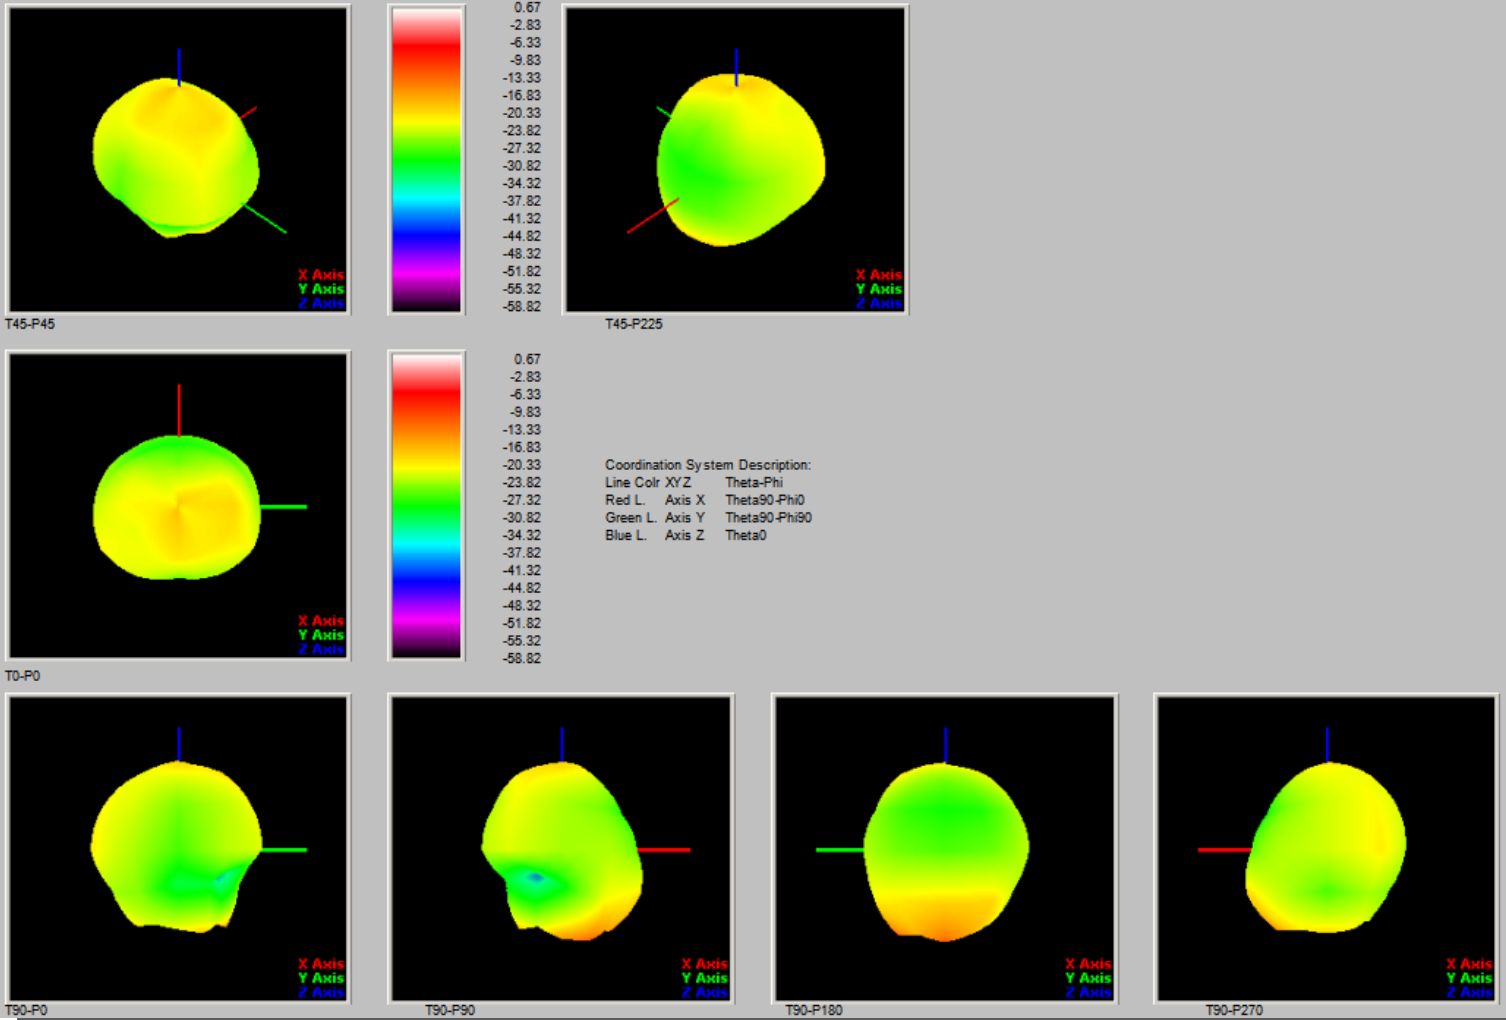 0.67
-2.83
-6.33
-9.83
-13.33
-16.83
-20.33
-23.82
-27.32
-30.82
-34.32
-37.82
-41.32
-44.82
-48.32
-51.82
-55.32
-58.82
X Axis
Y Axis
Z Axis
X Axis
Y Axis
Z Axis
T45-P45
T45-P225
0.67
-2.83
-6.33
-9.83
-13.33
-16.83
-20.33
-23.82
-27.32
-30.82
-34.32
-37.82
-41.32
-44.82
-48.32
-51.82
-55.32
-58.82
Coordination System Description:
Line Colr XYZ Theta-Phi
Red L. Axis X Theta90-Phi0
Green L. Axis Y Theta90-Phi90
Blue L. Axis Z Theta0
X Axis
Y Axis
Z Axis
T0-P0
X Axis
Y Axis
Z Axis
X Axis
Y Axis
Z Axis
X Axis
Y Axis
Z Axis
X Axis
Y Axis
Z Axis
T90-P0
T90-P90
T90-P180
T90-P270